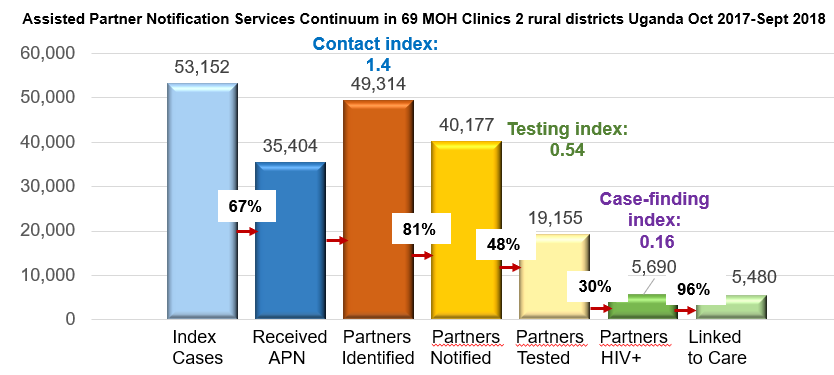 Assisted Partner Notification Services Continuum in 69 MOH Clinics 2 rural districts Uganda Oct 2017-Sept 2018
60,000
50,000
40,000
30,000
20,000
10,000
0
Contact index:
1.4
53,152
35,404
49,314
40,177
Testing index:
0.54
19,155
Case-finding
index:
0.16
5,690
5,480
67%
81%
48%
30%
96%
Index
Cases
Received
APN
Partners
Identified
Partners
Notified
Partners
Tested
Partners
HIV+
Linked
to Care